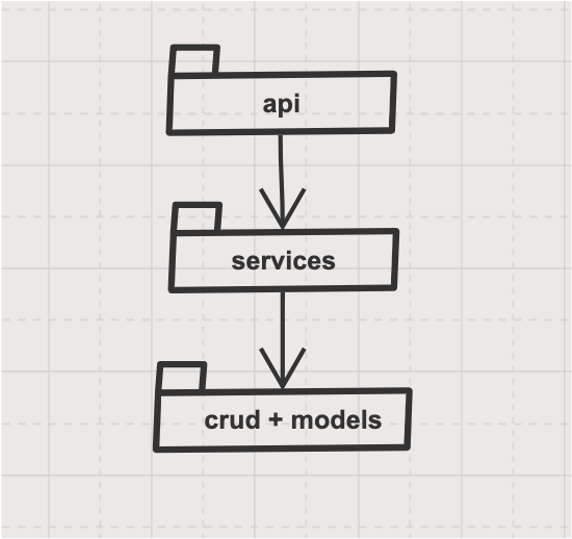 api
services
crud + models